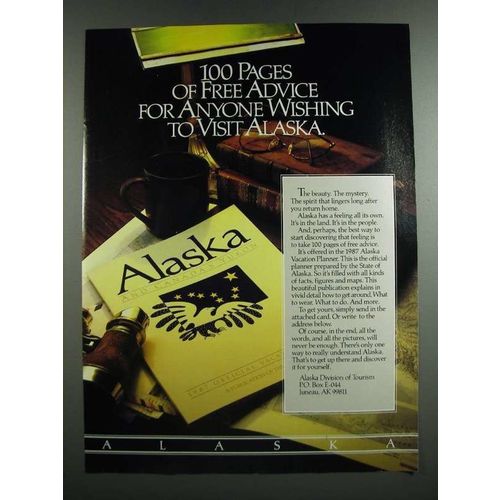 100 PAGES
OF FREE ADVICE
FOR ANYONE WISHING
TO VISIT ALASKA.
The beauty. The mystery.
The spirit that lingers long after
you return home.
Alaska has a feeling all its own.
It's in the land. It's in the people.
And, perhaps, the best way to
start discovering that feeling is
to take 100 pages of free advice.
It's offered in the 1987 Alaska
Vacation Planner. This is the official
planner prepared by the State of
Alaska. So it's filled with all kinds
of facts, figures and maps. This
beautiful publication explains in
vivid detail how to get around. What
to wear. What to do. And more.
To get yours, simply send in the
attached card. Or write to the
address below.
Of course, in the end, all the
words, and all the pictures, will
never be enough. There's only one
way to really understand Alaska.
That's to get up there and discover
it for yourself.
Alaska Division of Tourism
P.O. Box E-044
Juneau, AK 99811
Alaska
AND CANADA'S YUKON
1987 OFFICIAL
ALASKA